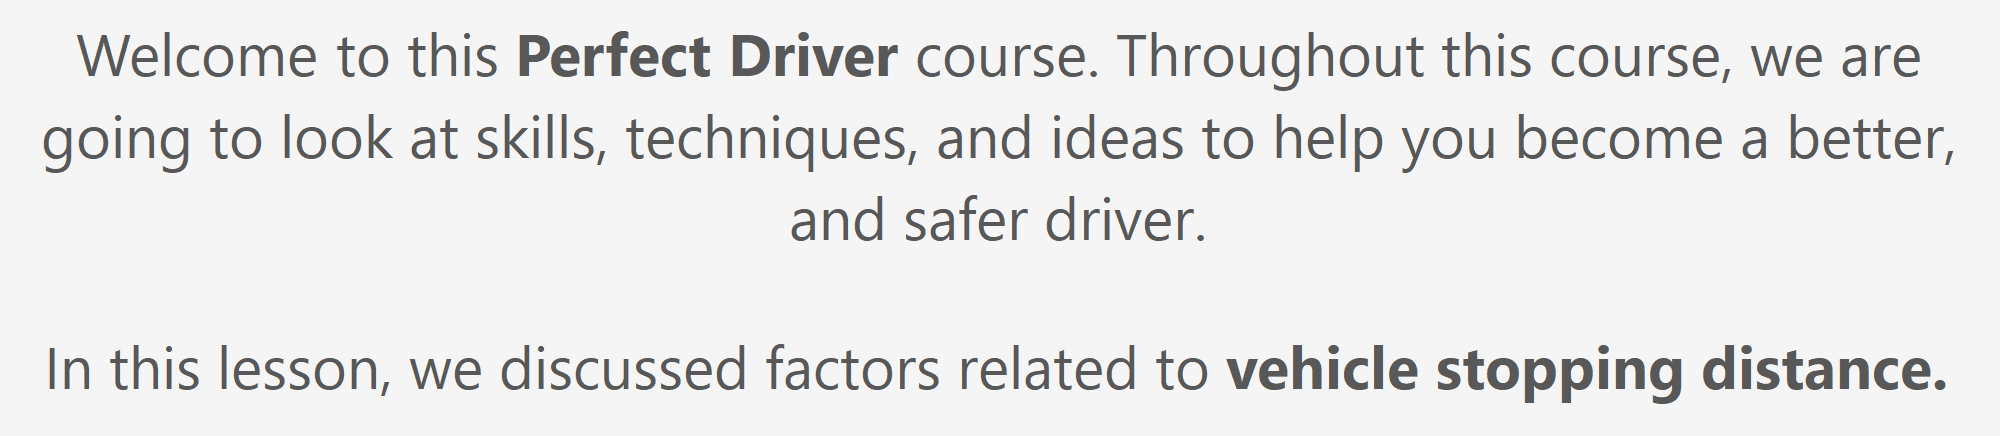 Welcome to this Perfect Driver course. Throughout this course, we are
going to look at skills, techniques, and ideas to help you become a better,
and safer driver.
In this lesson, we discussed factors related to vehicle stopping distance.